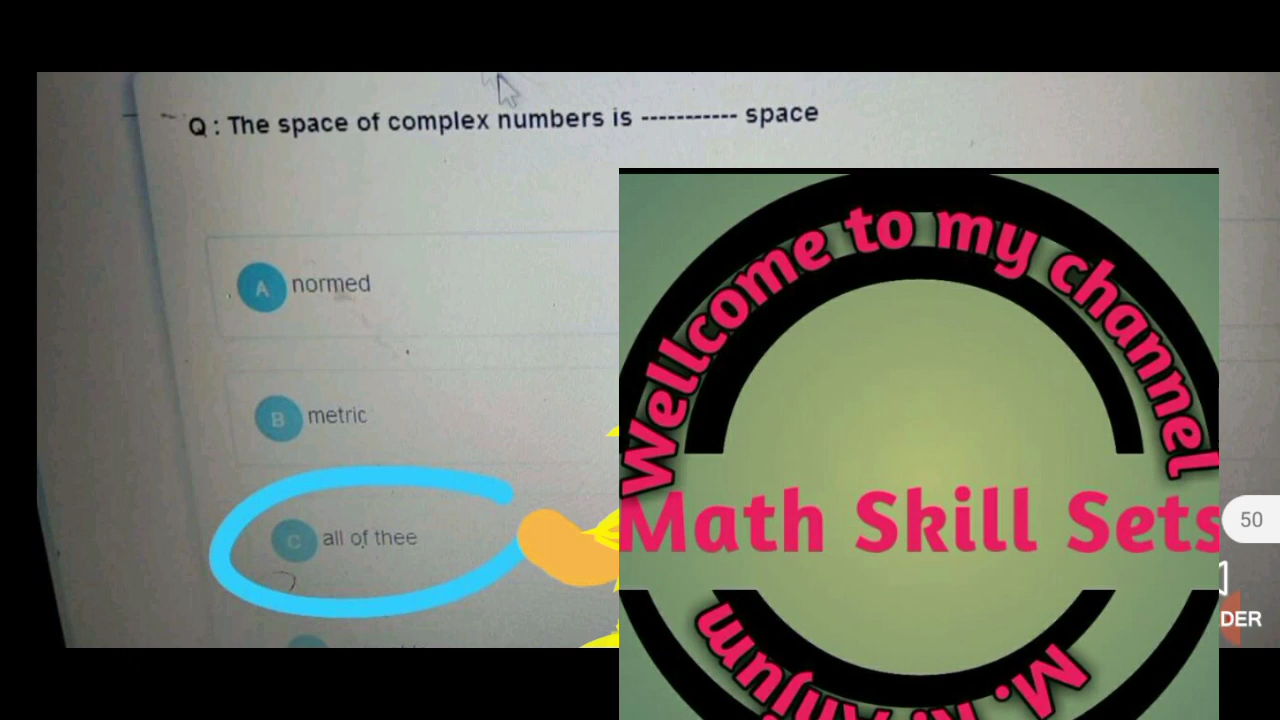 Q : The space of complex numbers is ----------- space
A normed
B metric
C all of thee
Wellcome to my channel
Math Skill Sets
50
DER